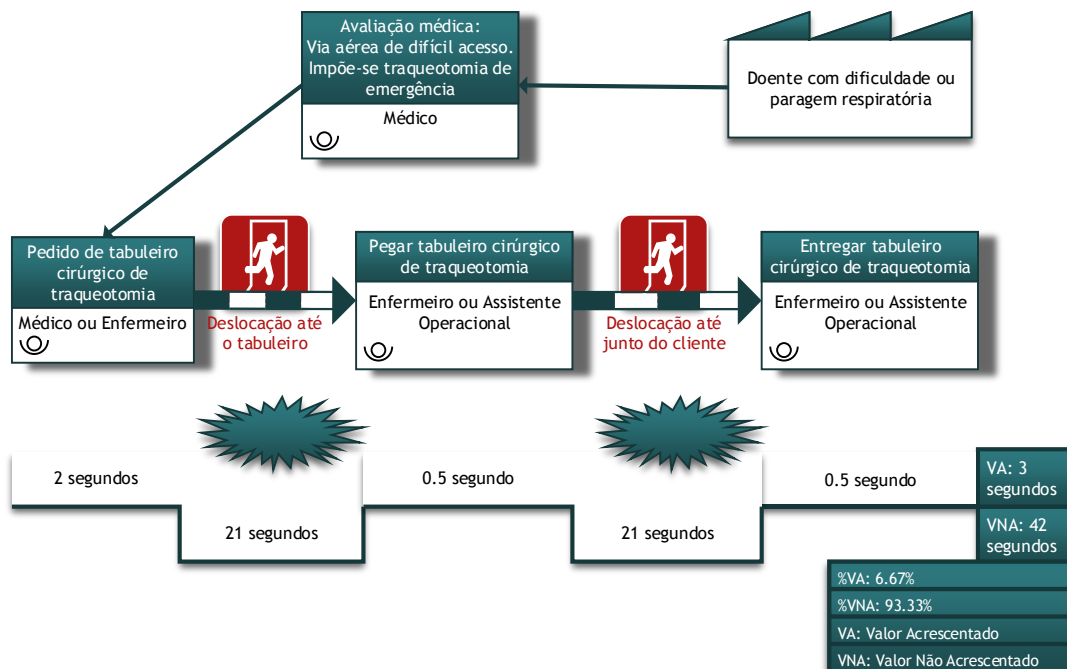 Avaliação médica:
Via aérea de difícil acesso.
Impõe-se traqueotomia de
emergência
Médico
Doente com dificuldade ou
paragem respiratória
Pedido de tabuleiro
cirúrgico de
traqueotomia
Médico ou Enfermeiro
Deslocação até
o tabuleiro
Pegar tabuleiro cirúrgico
de traqueotomia
Enfermeiro ou Assistente
Operacional
Deslocação até
junto do cliente
Entregar tabuleiro
cirúrgico de traqueotomia
Enfermeiro ou Assistente
Operacional
2 segundos
21 segundos
0.5 segundo
21 segundos
0.5 segundo
VA: 3
segundos
VNA: 42
segundos
%VA: 6.67%
%VNA: 93.33%
VA: Valor Acrescentado
VNA: Valor Não Acrescentado